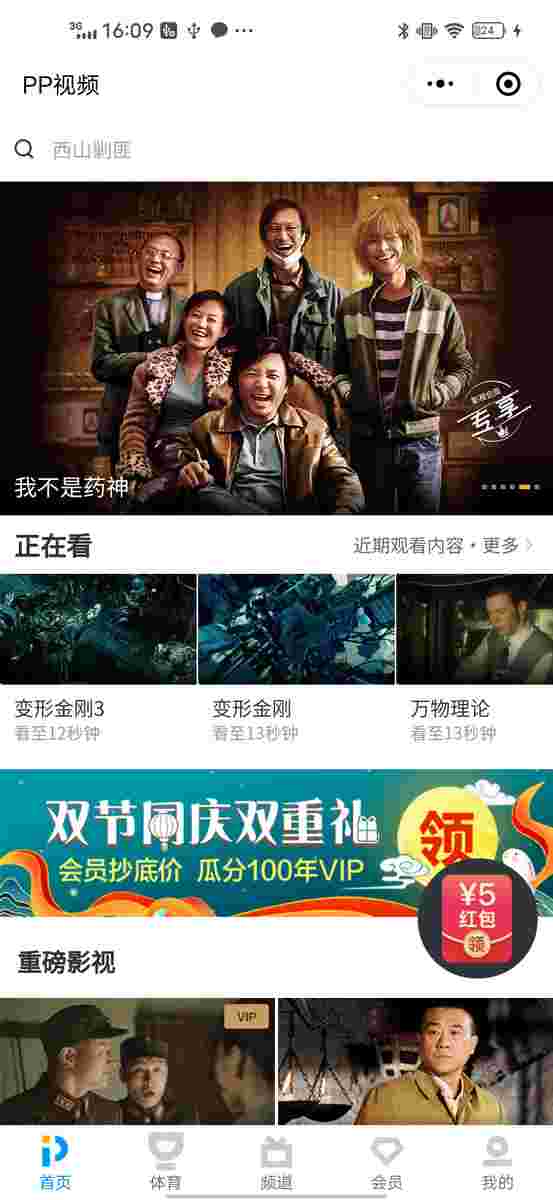 3G 16:09 24
PP视频
西山剿匪
影视会员
专享
我不是药神
正在看
近期观看内容·更多
变形金刚3
变形金刚
万物理论
看至12秒钟
看至13秒钟
看至13秒钟
双节同庆双重礼
领
会员抄底价 瓜分100年VIP
¥5
红包
领
重磅影视
VIP
首页
体育
频道
会员
我的